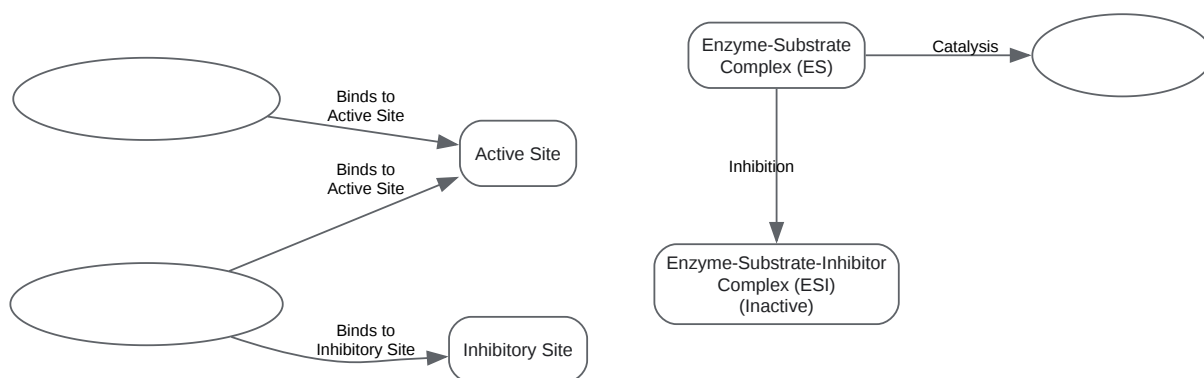 Binds to
Active Site
Binds to
Active Site
Active Site
Binds to
Inhibitory Site
Inhibitory Site
Enzyme-Substrate
Complex (ES)
Catalysis
Inhibition
Enzyme-Substrate-Inhibitor
Complex (ESI)
(Inactive)